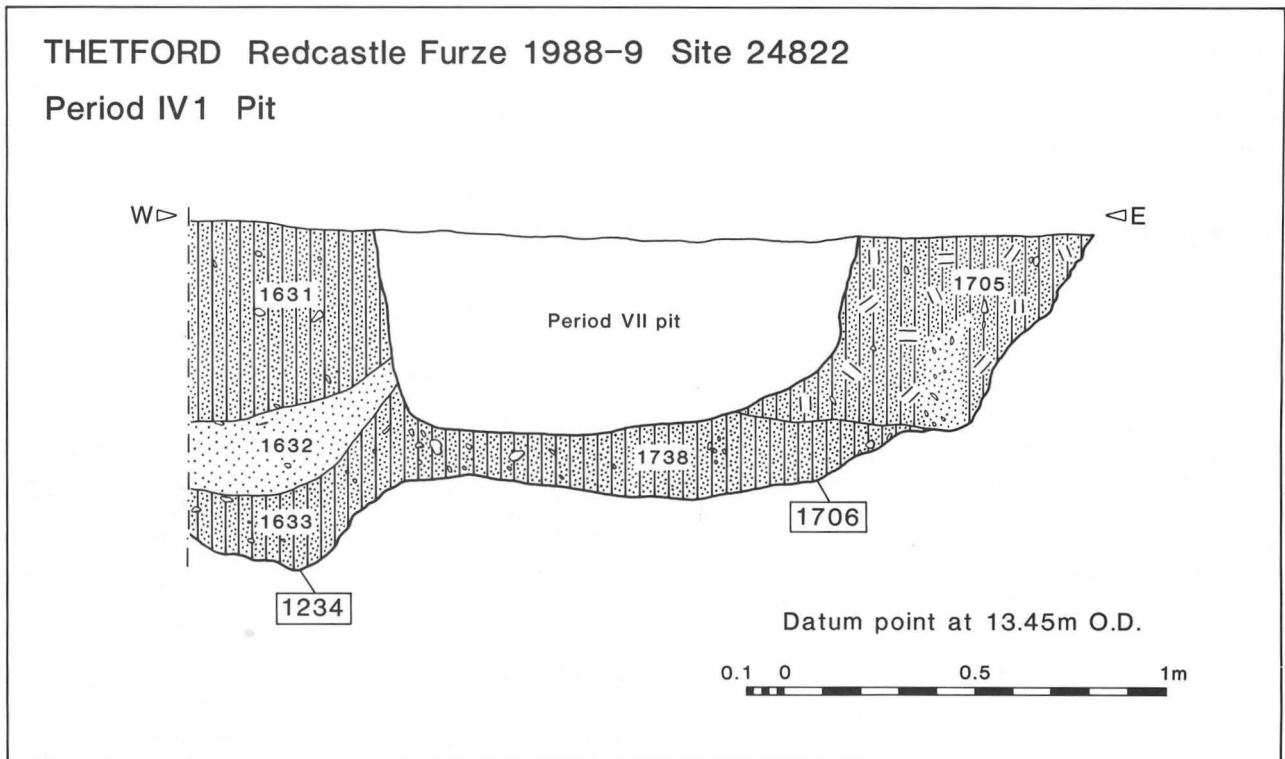 THETFORD Redcastle Furze 1988-9 Site 24822
Period IV1 Pit
W E
1631
1705
Period VII pit
1632
1738
1633
1706
1234
Datum point at 13.45m O.D.
0.1 0 0.5 1m